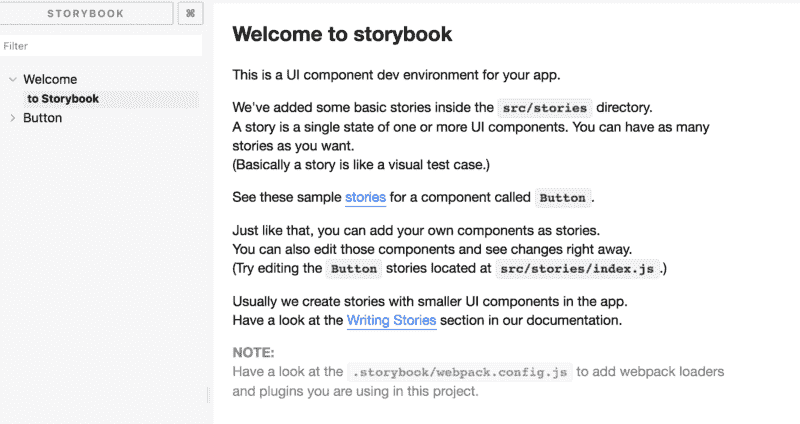 STORYBOOK
⌘
Filter
Welcome
to Storybook
Button
Welcome to storybook
This is a UI component dev environment for your app.
We've added some basic stories inside the src/stories directory.
A story is a single state of one or more UI components. You can have as many
stories as you want.
(Basically a story is like a visual test case.)
See these sample stories for a component called Button.
Just like that, you can add your own components as stories.
You can also edit those components and see changes right away.
(Try editing the Button stories located at src/stories/index.js.)
Usually we create stories with smaller UI components in the app.
Have a look at the Writing Stories section in our documentation.
NOTE:
Have a look at the .storybook/webpack.config.js to add webpack loaders
and plugins you are using in this project.